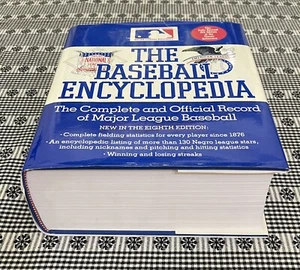 THE
BASEBALL
ENCYCLOPEDIA
The Complete and Official Record
of Major League Baseball
NEW IN THE EIGHTH EDITION:
• Complete fielding statistics for every player since 1876
• An encyclopedic listing of more than 130 Negro league stars,
including nicknames and pitching and hitting statistics
• Winning and losing streaks